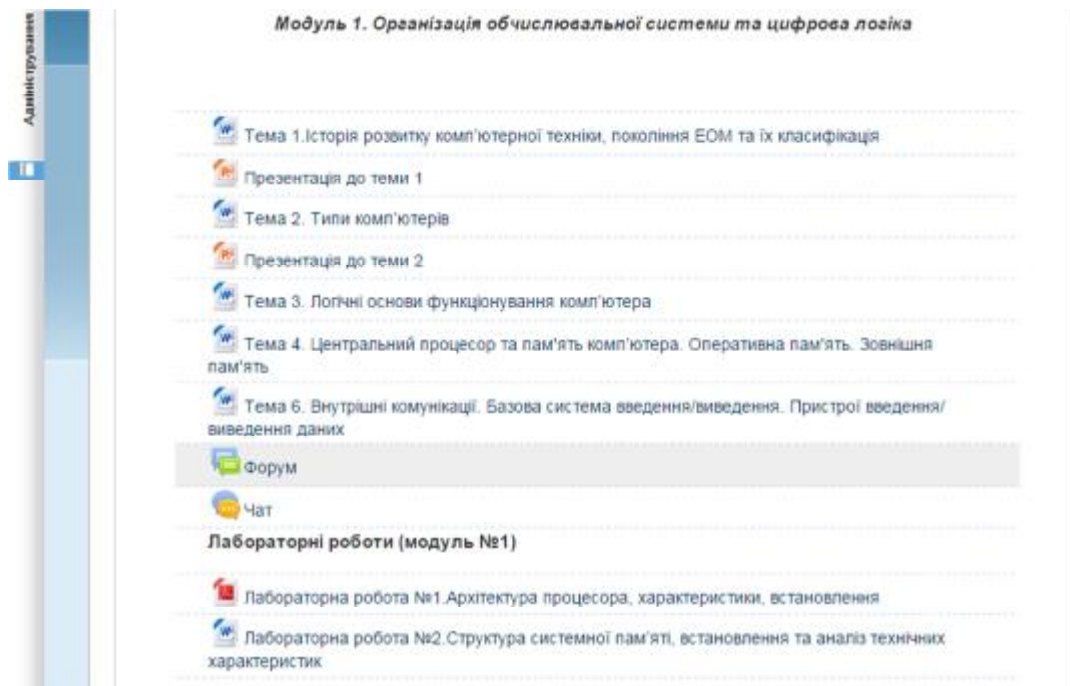 Адміністрування
Модуль 1. Організація обчислювальної системи та цифрова логіка
Тема 1.Історія розвитку комп'ютерної техніки, покоління ЕОМ та їх класифікація
Презентація до теми 1
Тема 2. Типи комп'ютерів
Презентація до теми 2
Тема 3. Логічні основи функціонування комп'ютера
Тема 4. Центральний процесор та пам'ять комп'ютера. Оперативна пам'ять. Зовнішня
пам'ять
Тема 6. Внутрішні комунікації. Базова система введення/виведення. Пристрої введення/
виведення даних
Форум
Чат
Лабораторні роботи (модуль №1)
Лабораторна робота №1.Архітектура процесора, характеристики, встановлення
Лабораторна робота №2.Структура системної пам'яті, встановлення та аналіз технічних
характеристик